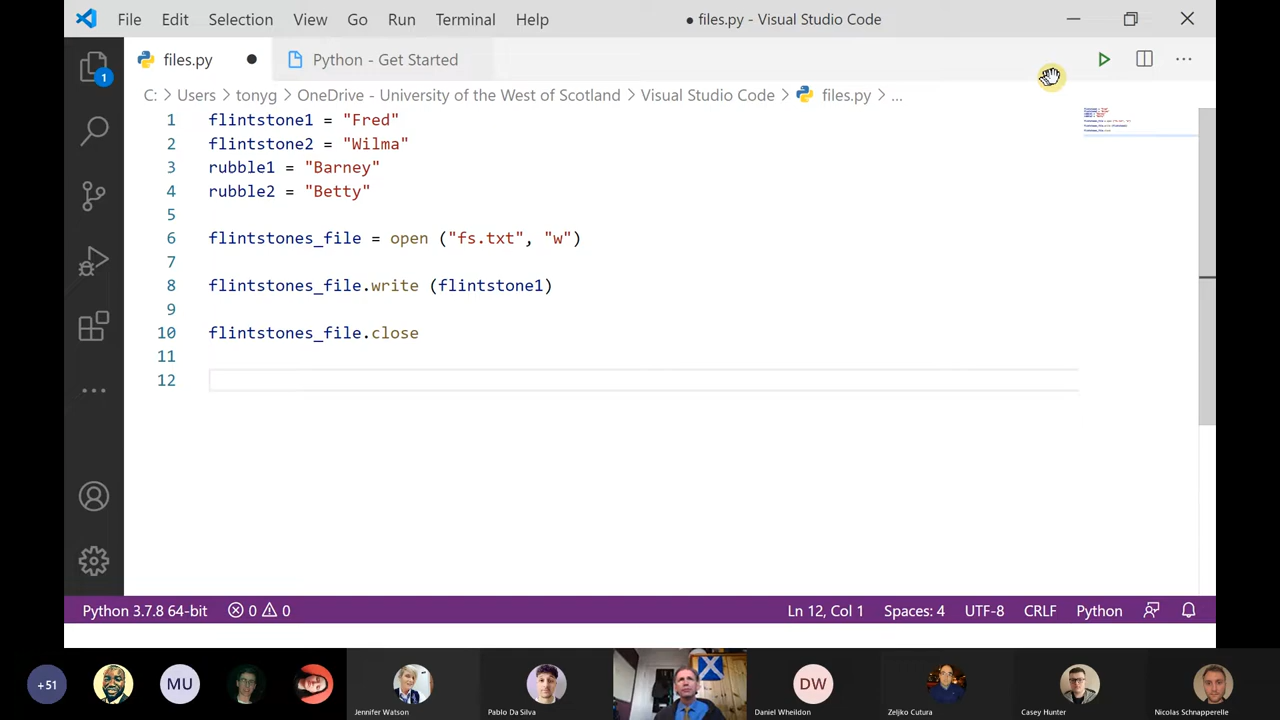 File Edit Selection View Go Run Terminal Help ● files.py - Visual Studio Code
files.py Python - Get Started
C: > Users > tonyg > OneDrive - University of the West of Scotland > Visual Studio Code > files.py > ...
1 flintstone1 = "Fred"
2 flintstone2 = "Wilma"
3 rubble1 = "Barney"
4 rubble2 = "Betty"
5
6 flintstones_file = open ("fs.txt", "w")
7
8 flintstones_file.write (flintstone1)
9
10 flintstones_file.close
11
12
1
Python 3.7.8 64-bit 0 0 Ln 12, Col 1 Spaces: 4 UTF-8 CRLF Python
+51 MU DW
Jennifer Watson Pablo Da Silva Daniel Wheildon Zeljko Cutura Casey Hunter Nicolas Schnapperelle